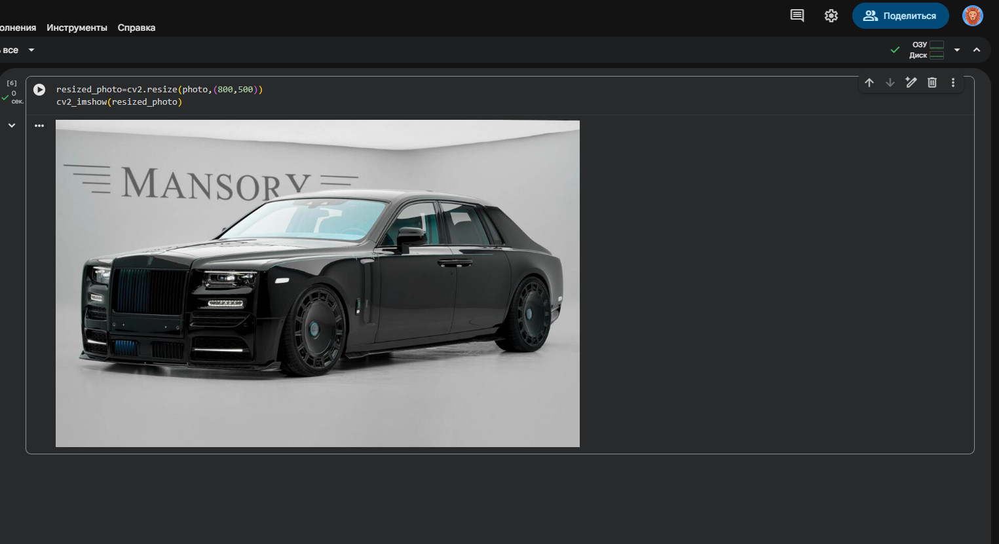 Поделиться
олнения Инструменты Справка
все
ОЗУ
Диск
[6]
0
сек.
resized_photo=cv2.resize(photo,(800,500))
cv2_imshow(resized_photo)
MANSORY